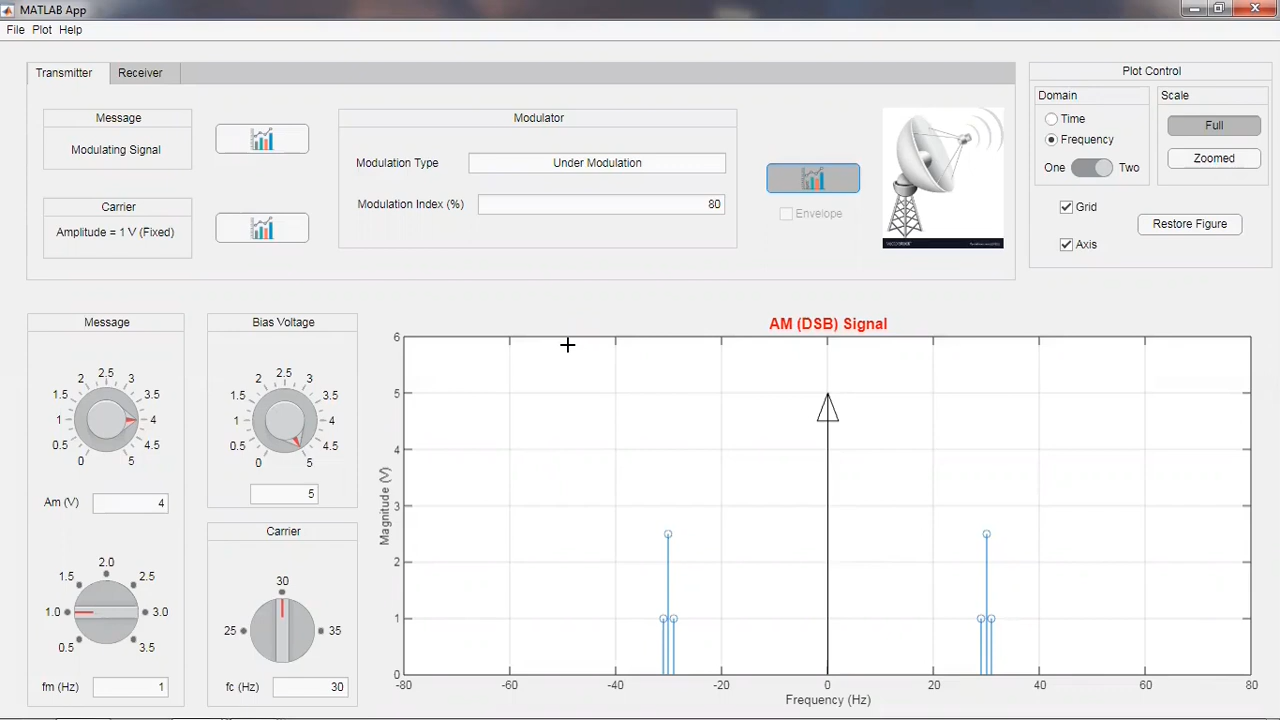 MATLAB App
File Plot Help
Transmitter Receiver
Message
Modulating Signal
Carrier
Amplitude = 1 V (Fixed)
Modulator
Modulation Type Under Modulation
Modulation Index (%) 80
Envelope
Plot Control
Domain
Time
Frequency
One Two
Scale
Full
Zoomed
Grid
Axis
Restore Figure
Message
0 0.5 1 1.5 2 2.5 3 3.5 4 4.5 5
Am (V) 4
0.5 1.0 1.5 2.0 2.5 3.0 3.5
fm (Hz) 1
Bias Voltage
0 0.5 1 1.5 2 2.5 3 3.5 4 4.5 5
5
Carrier
25 30 35
fc (Hz) 30
AM (DSB) Signal
Magnitude (V)
6
5
4
3
2
1
0
-80 -60 -40 -20 0 20 40 60 80
Frequency (Hz)